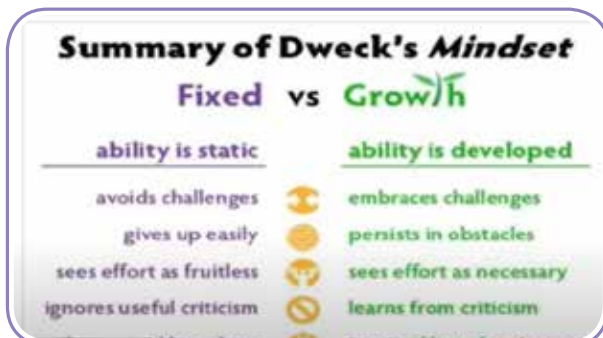 Summary of Dweck's Mindset
Fixed vs Growth
ability is static ability is developed
avoids challenges embraces challenges
gives up easily persists in obstacles
sees effort as fruitless sees effort as necessary
ignores useful criticism learns from criticism